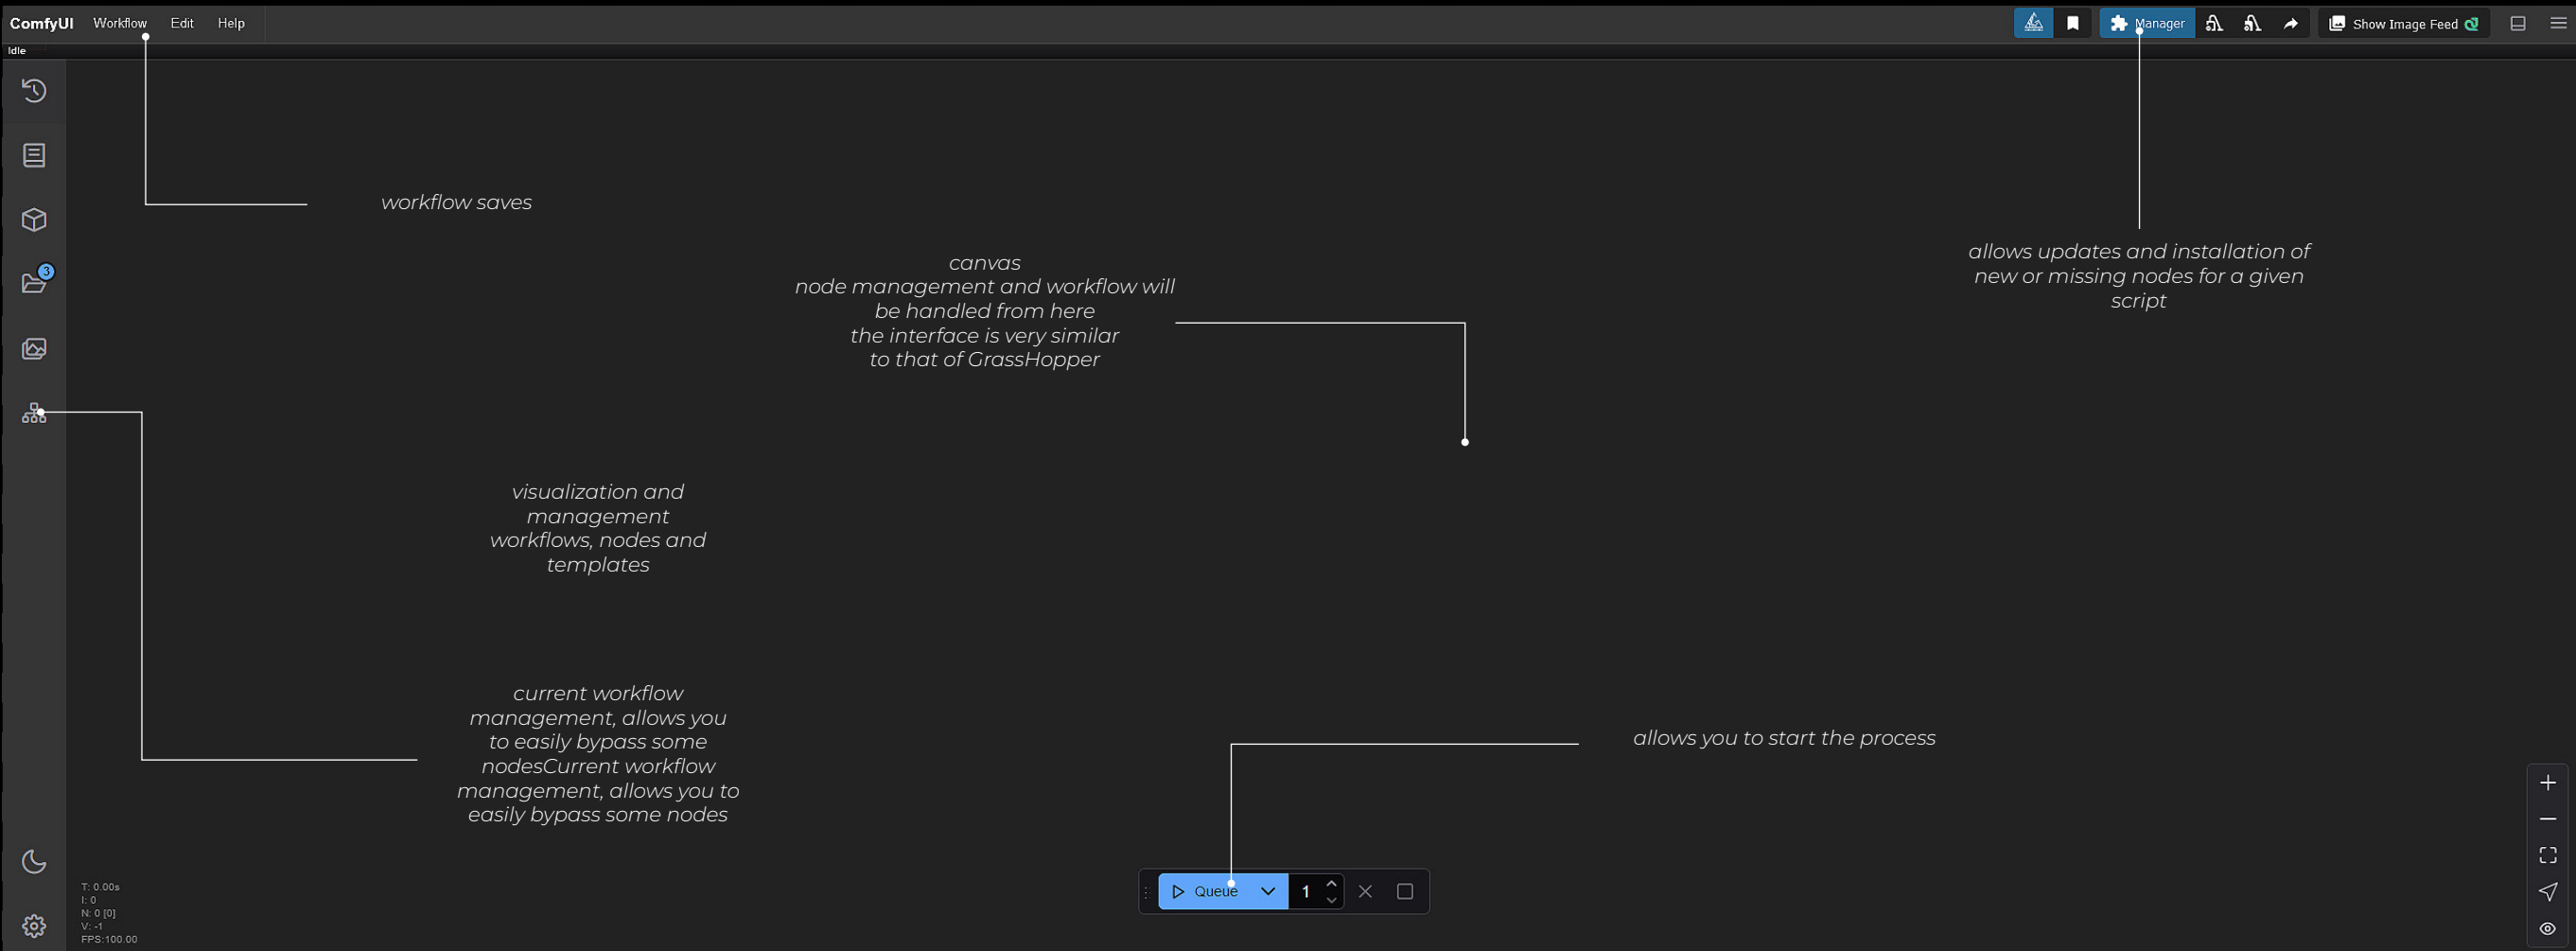 ComfyUI Workflow Edit Help
Manager
Show Image Feed
Idle
3
workflow saves
canvas
node management and workflow will
be handled from here
the interface is very similar
to that of GrassHopper
allows updates and installation of
new or missing nodes for a given
script
visualization and
management
workflows, nodes and
templates
current workflow
management, allows you
to easily bypass some
nodesCurrent workflow
management, allows you to
easily bypass some nodes
allows you to start the process
Queue
1
T: 0.00s
I: 0
N: 0 [0]
V: -1
FPS:100.00